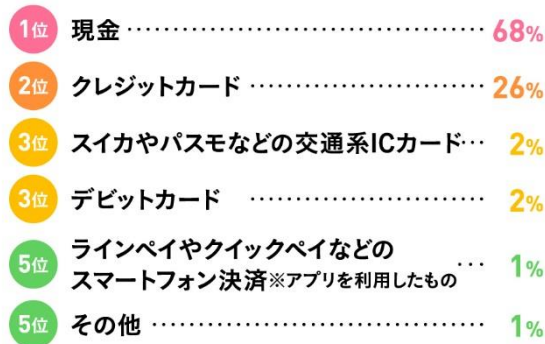 1位 現金 …………………………………… 68%
2位 クレジットカード ……………………… 26%
3位 スイカやパスモなどの交通系ICカード… 2%
3位 デビットカード ……………………… 2%
5位 ラインペイやクイックペイなどの
スマートフォン決済※アプリを利用したもの … 1%
5位 その他 ………………………………… 1%